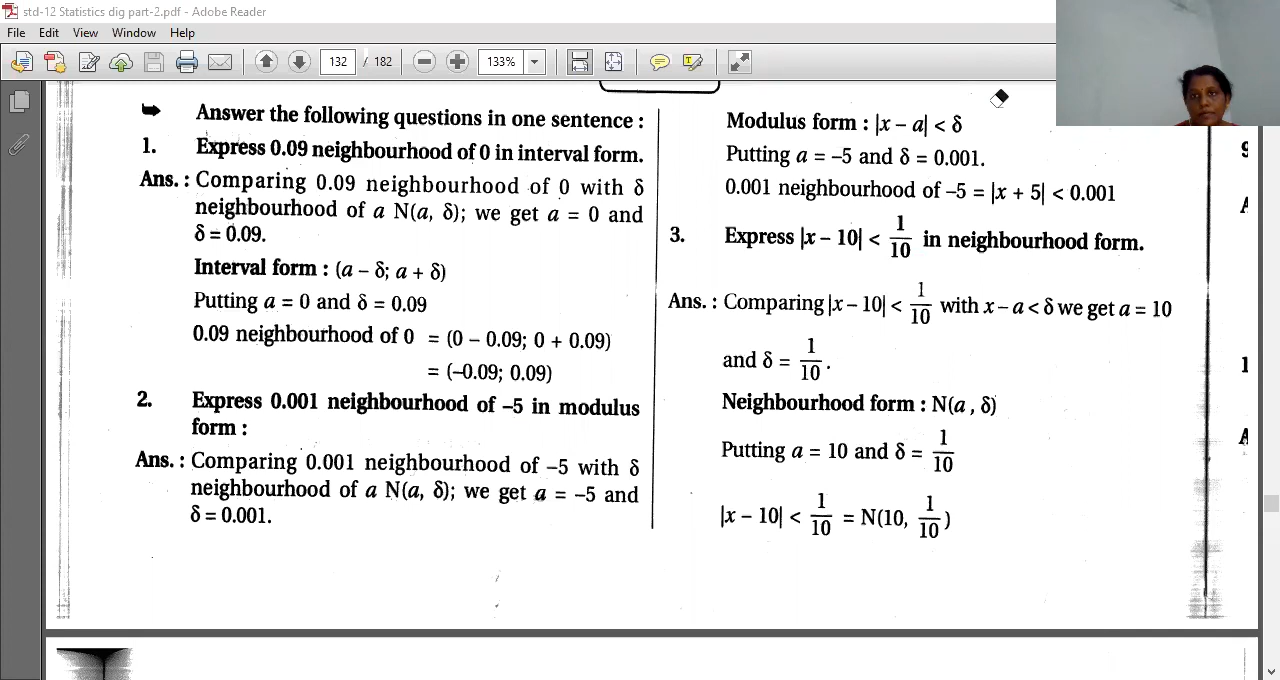 std-12 Statistics dig part-2.pdf - Adobe Reader
File Edit View Window Help
132 / 182 133%
➥ Answer the following questions in one sentence :
1. Express 0.09 neighbourhood of 0 in interval form.
Ans. : Comparing 0.09 neighbourhood of 0 with δ
neighbourhood of a N(a, δ); we get a = 0 and
δ = 0.09.
Interval form : (a – δ; a + δ)
Putting a = 0 and δ = 0.09
0.09 neighbourhood of 0 = (0 – 0.09; 0 + 0.09)
= (–0.09; 0.09)
2. Express 0.001 neighbourhood of –5 in modulus
form :
Ans. : Comparing 0.001 neighbourhood of –5 with δ
neighbourhood of a N(a, δ); we get a = –5 and
δ = 0.001.
Modulus form : |x – a| < δ
Putting a = –5 and δ = 0.001.
0.001 neighbourhood of –5 = |x + 5| < 0.001
3. Express |x – 10| < 1/10 in neighbourhood form.
Ans. : Comparing |x – 10| < 1/10 with x – a < δ we get a = 10
and δ = 1/10.
Neighbourhood form : N(a , δ)
Putting a = 10 and δ = 1/10
|x – 10| < 1/10 = N(10, 1/10)